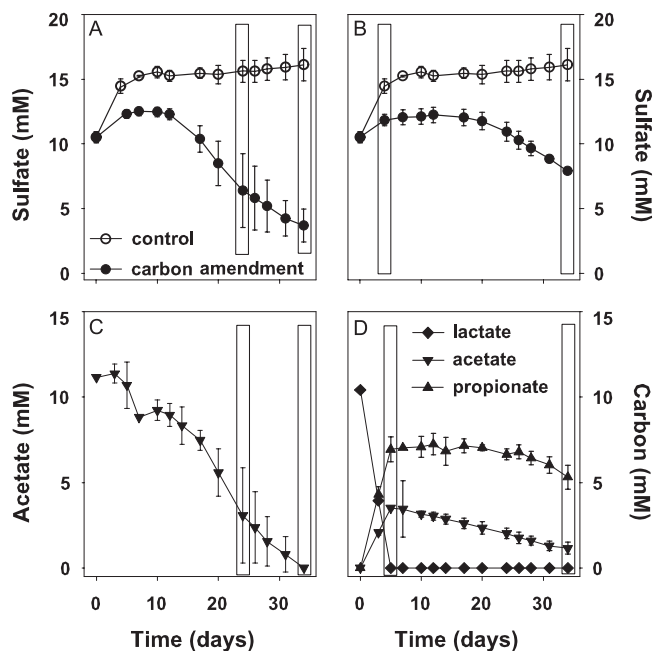 A
B
20
15
10
5
0
Sulfate (mM)
control
carbon amendment
20
15
10
5
0
Sulfate (mM)
C
D
15
10
5
0
Acetate (mM)
lactate
acetate
propionate
15
10
5
0
Carbon (mM)
0 10 20 30
0 10 20 30
Time (days)
Time (days)